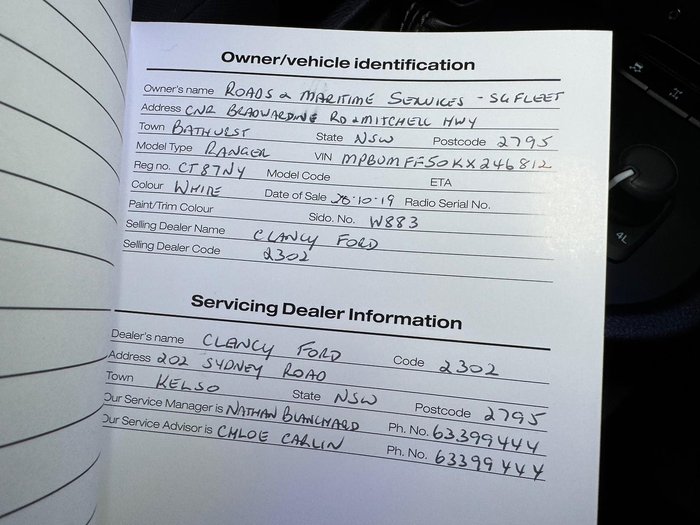 Owner/vehicle identification
Owner's name ROADS & MARITIME SERVICES - SGFLEET
Address CNR BRADWARDINE RD & MITCHELL HWY
Town BATHURST State NSW Postcode 2795
Model Type RANGER VIN MPBUMFF50KX246812
Reg no. CT87NY Model Code ETA
Colour WHITE Date of Sale 28.10.19 Radio Serial No.
Paint/Trim Colour Sido. No. W883
Selling Dealer Name CLANCY FORD
Selling Dealer Code 2302
Servicing Dealer Information
Dealer's name CLANCY FORD Code 2302
Address 202 SYDNEY ROAD
Town KELSO State NSW Postcode 2795
Our Service Manager is NATHAN BLANCHARD Ph. No. 63399444
Our Service Advisor is CHLOE CARLIN Ph. No. 63399444
4L